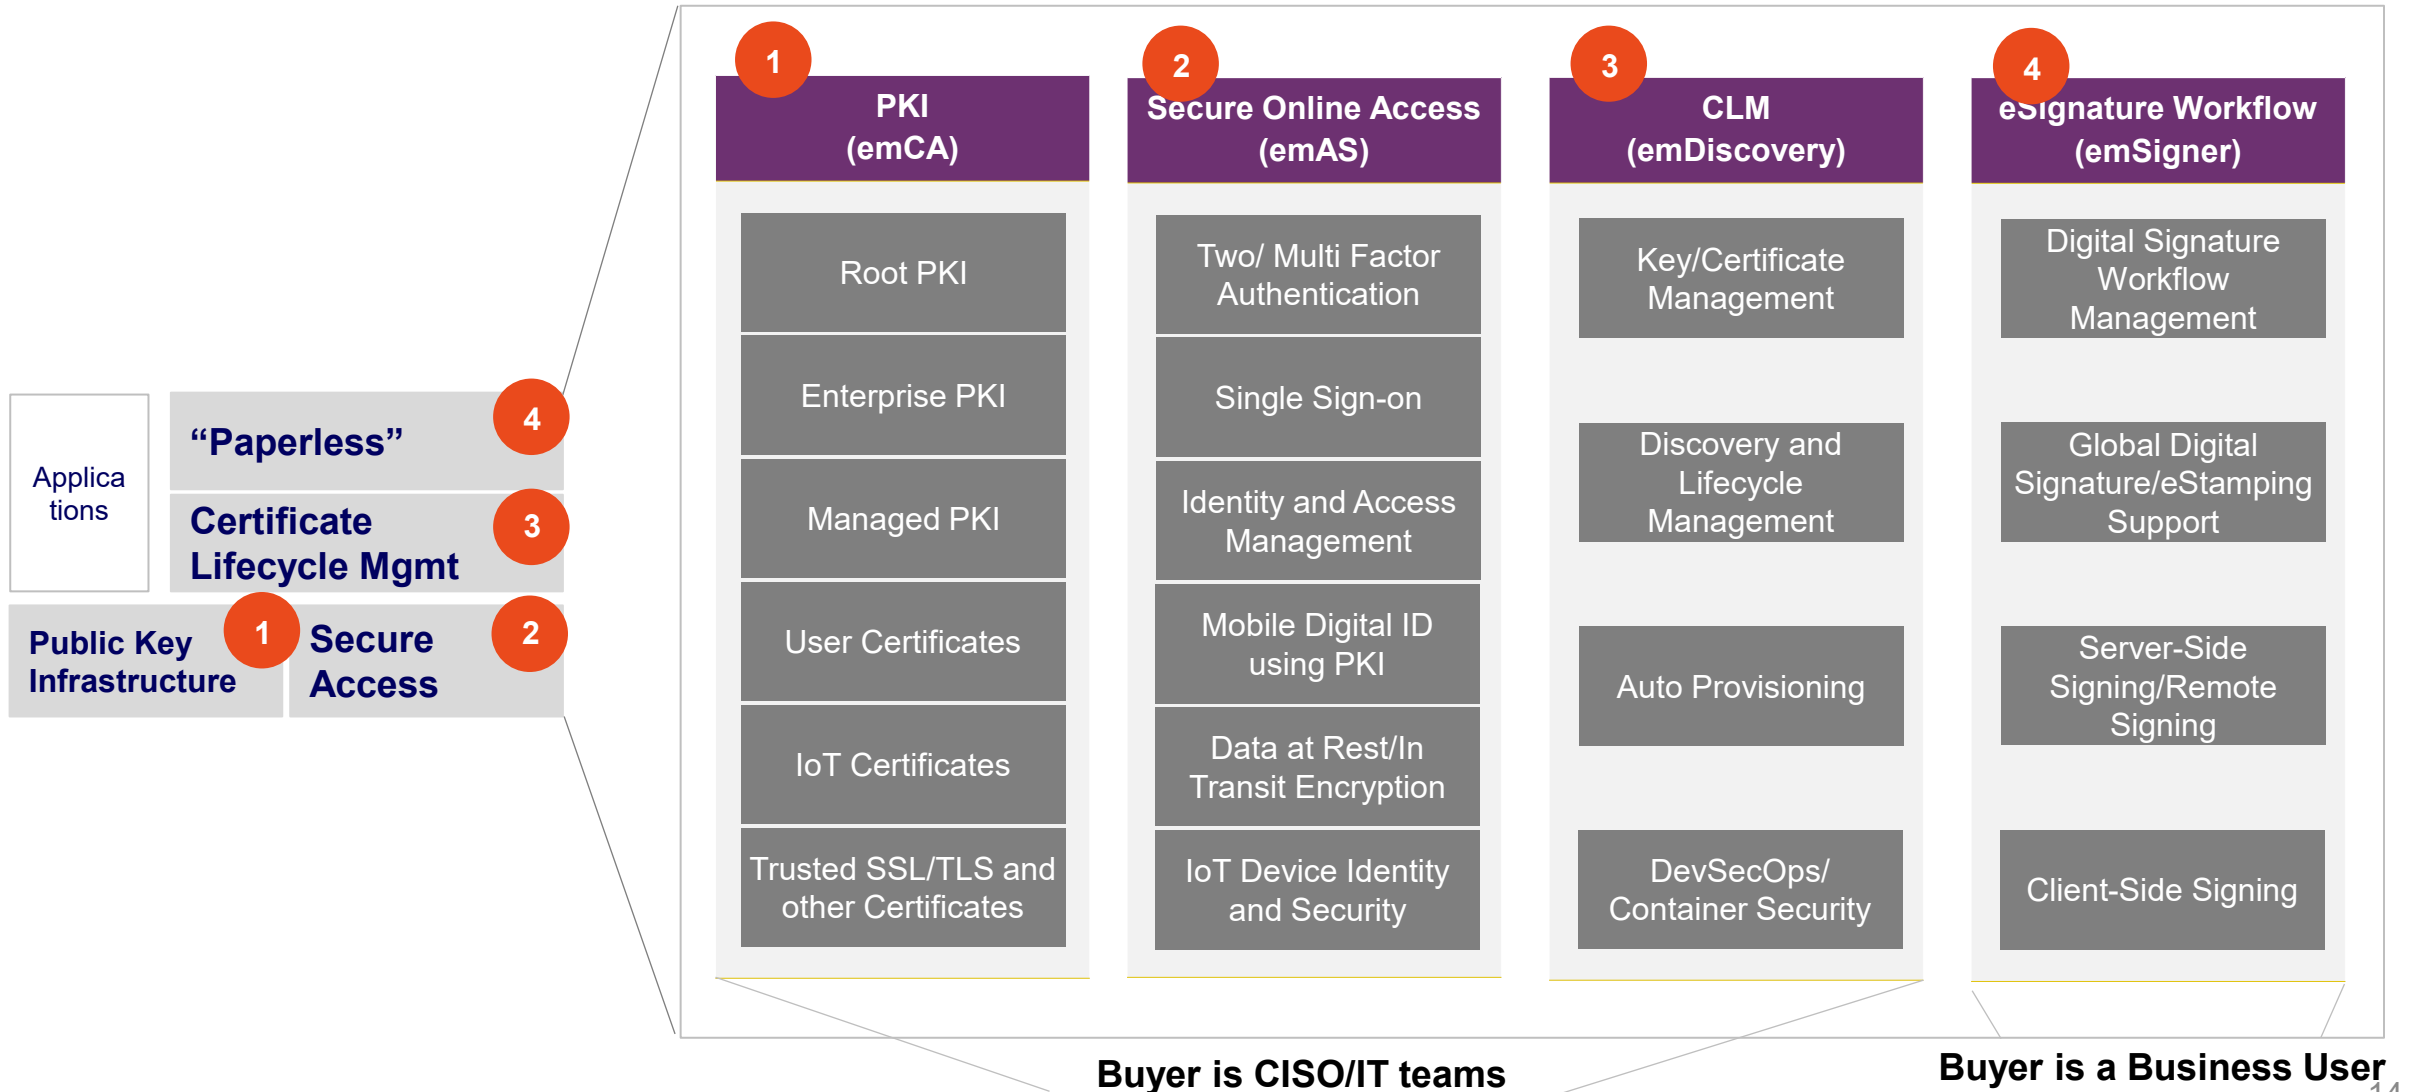 Applica
tions
“Paperless”
4
Certificate
Lifecycle Mgmt
3
Public Key
Infrastructure
1
Secure
Access
2
1
PKI
(emCA)
Root PKI
Enterprise PKI
Managed PKI
User Certificates
IoT Certificates
Trusted SSL/TLS and
other Certificates
2
Secure Online Access
(emAS)
Two/ Multi Factor
Authentication
Single Sign-on
Identity and Access
Management
Mobile Digital ID
using PKI
Data at Rest/In
Transit Encryption
IoT Device Identity
and Security
3
CLM
(emDiscovery)
Key/Certificate
Management
Discovery and
Lifecycle
Management
Auto Provisioning
DevSecOps/
Container Security
4
eSignature Workflow
(emSigner)
Digital Signature
Workflow
Management
Global Digital
Signature/eStamping
Support
Server-Side
Signing/Remote
Signing
Client-Side Signing
Buyer is CISO/IT teams
Buyer is a Business User
14